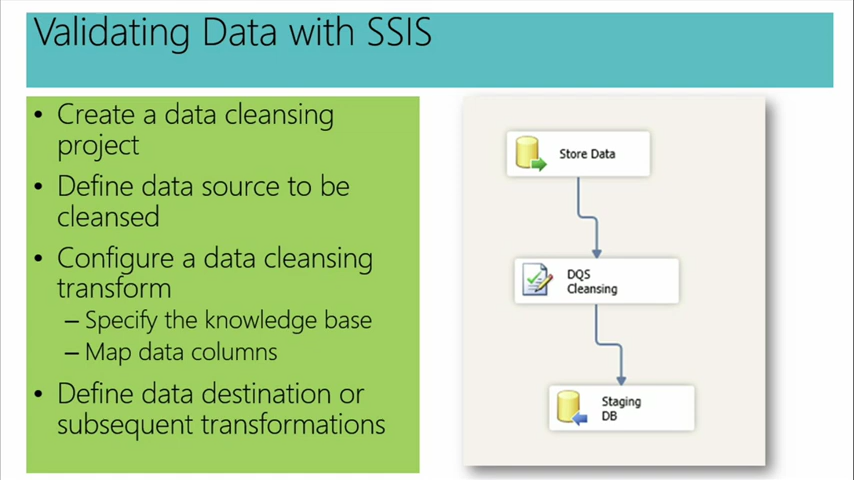 Validating Data with SSIS
• Create a data cleansing
project
• Define data source to be
cleansed
• Configure a data cleansing
transform
– Specify the knowledge base
– Map data columns
• Define data destination or
subsequent transformations
Store Data
DQS
Cleansing
Staging
DB